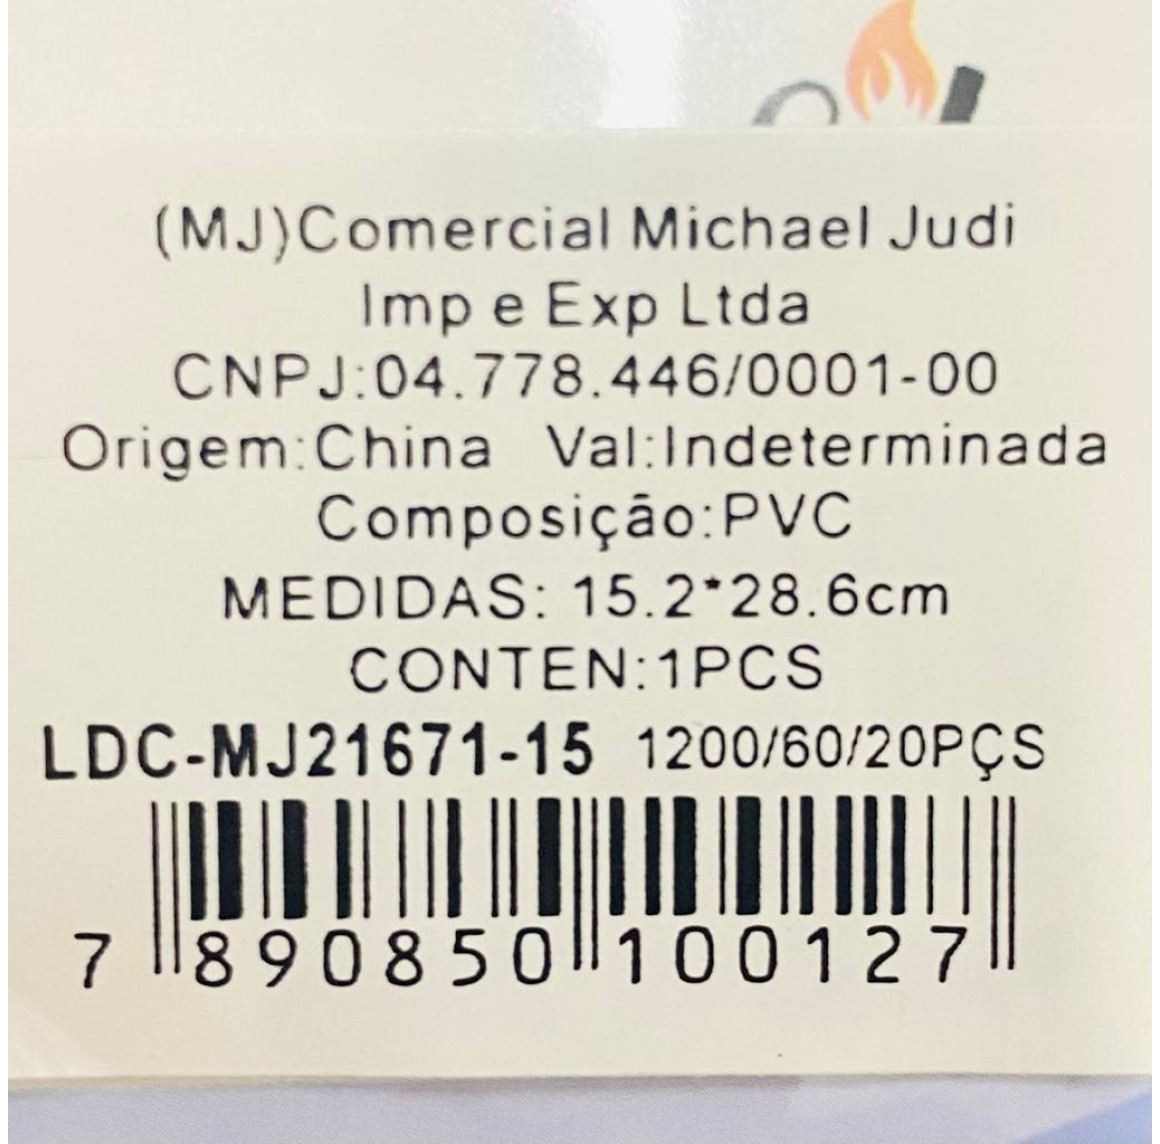 (MJ)Comercial Michael Judi
Imp e Exp Ltda
CNPJ:04.778.446/0001-00
Origem:China Val:Indeterminada
Composição:PVC
MEDIDAS: 15.2*28.6cm
CONTEN:1PCS
LDC-MJ21671-15 1200/60/20PÇS
7 890850 100127